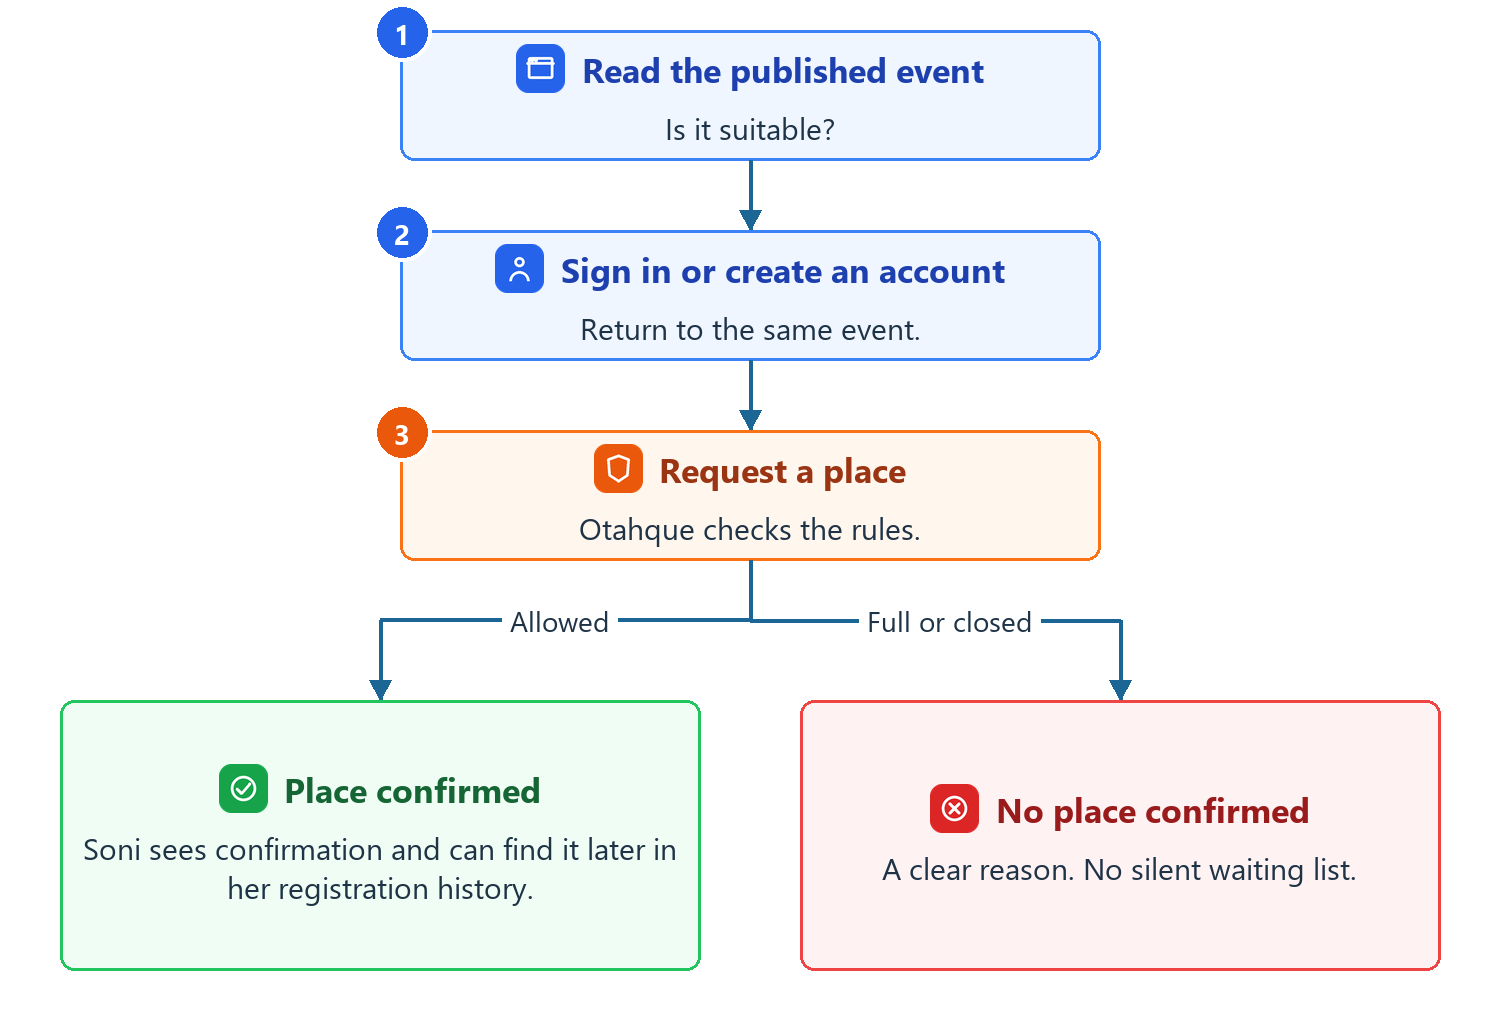 1
Read the published event
Is it suitable?
2
Sign in or create an account
Return to the same event.
3
Request a place
Otahque checks the rules.
Allowed
Full or closed
Place confirmed
Soni sees confirmation and can find it later in
her registration history.
No place confirmed
A clear reason. No silent waiting list.